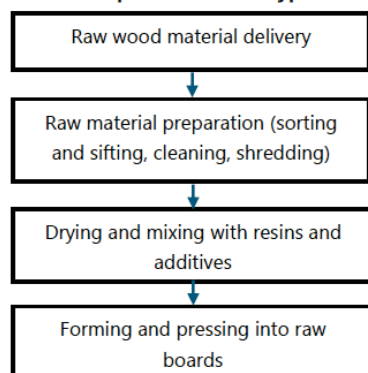 Raw wood material delivery
Raw material preparation (sorting
and sifting, cleaning, shredding)
Drying and mixing with resins and
additives
Forming and pressing into raw
boards